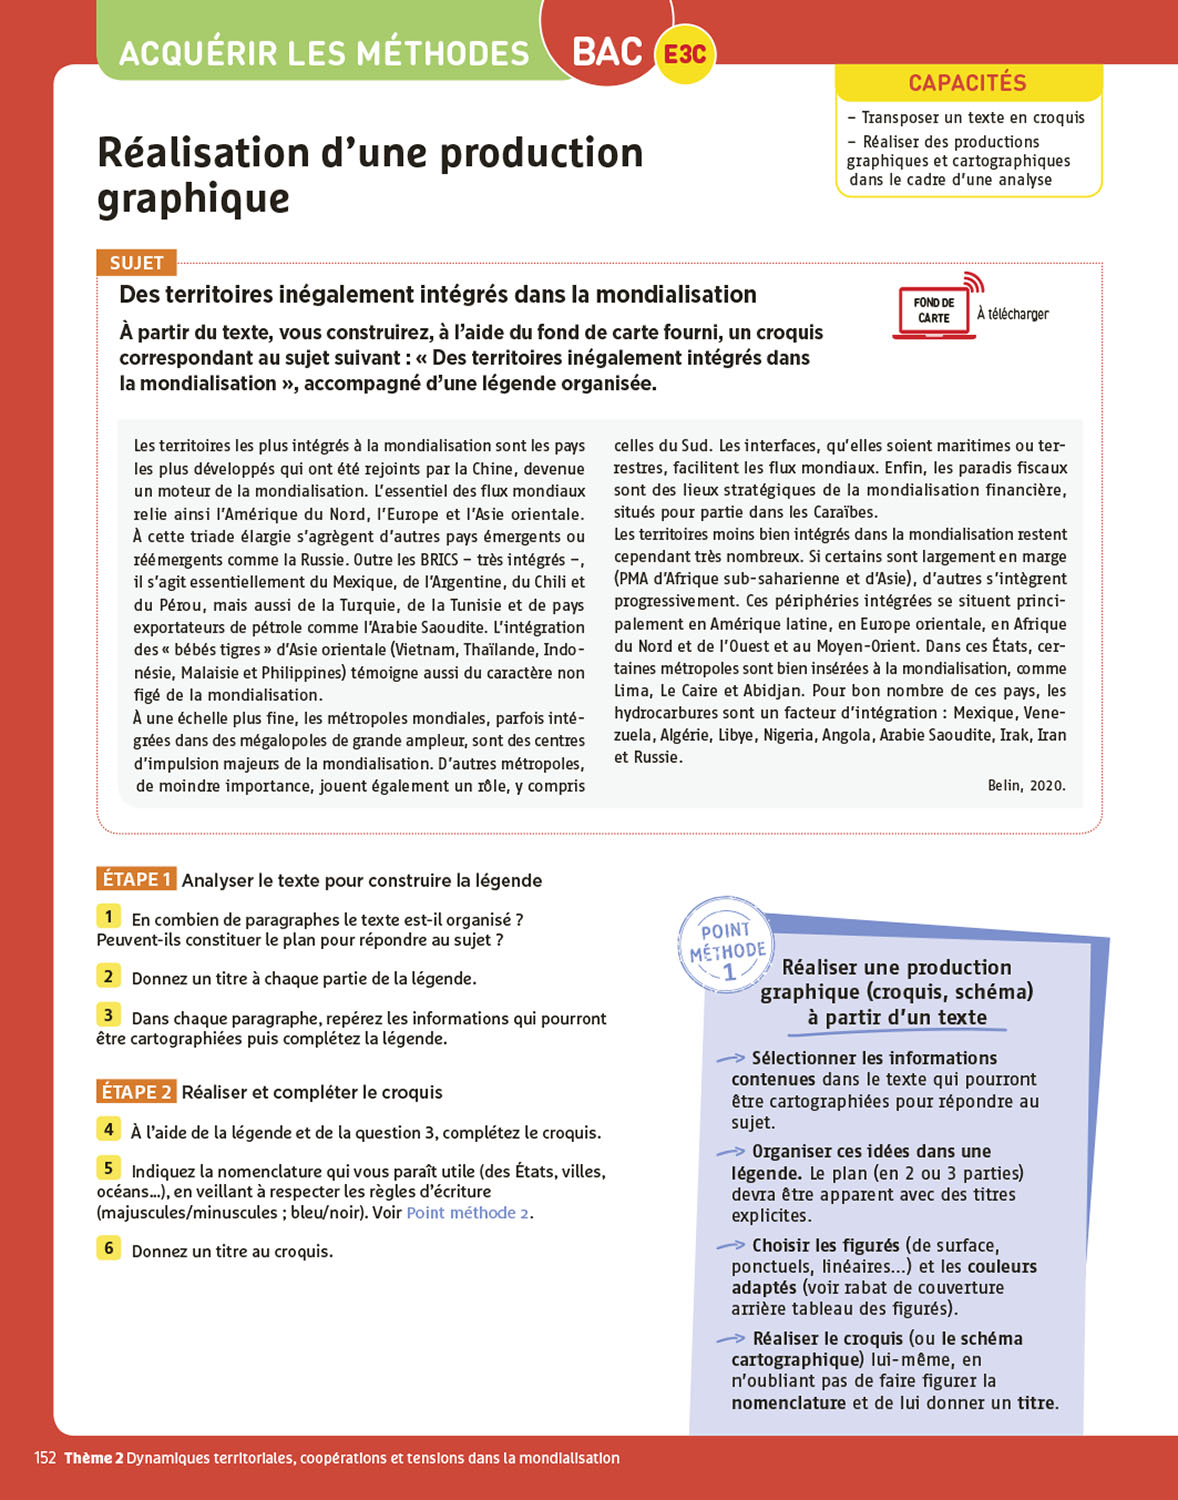 ACQUÉRIR LES MÉTHODES
BAC
E3C
CAPACITÉS
– Transposer un texte en croquis
– Réaliser des productions
graphiques et cartographiques
dans le cadre d'une analyse
Réalisation d'une production
graphique
SUJET
Des territoires inégalement intégrés dans la mondialisation
À partir du texte, vous construirez, à l'aide du fond de carte fourni, un croquis
correspondant au sujet suivant : « Des territoires inégalement intégrés dans
la mondialisation », accompagné d'une légende organisée.
FOND DE
CARTE
À télécharger
Les territoires les plus intégrés à la mondialisation sont les pays
les plus développés qui ont été rejoints par la Chine, devenue
un moteur de la mondialisation. L'essentiel des flux mondiaux
relie ainsi l'Amérique du Nord, l'Europe et l'Asie orientale.
À cette triade élargie s'agrègent d'autres pays émergents ou
réémergents comme la Russie. Outre les BRICS – très intégrés –,
il s'agit essentiellement du Mexique, de l'Argentine, du Chili et
du Pérou, mais aussi de la Turquie, de la Tunisie et de pays
exportateurs de pétrole comme l'Arabie Saoudite. L'intégration
des « bébés tigres » d'Asie orientale (Vietnam, Thaïlande, Indo-
nésie, Malaisie et Philippines) témoigne aussi du caractère non
figé de la mondialisation.
À une échelle plus fine, les métropoles mondiales, parfois inté-
grées dans des mégalopoles de grande ampleur, sont des centres
d'impulsion majeurs de la mondialisation. D'autres métropoles,
de moindre importance, jouent également un rôle, y compris
celles du Sud. Les interfaces, qu'elles soient maritimes ou ter-
restres, facilitent les flux mondiaux. Enfin, les paradis fiscaux
sont des lieux stratégiques de la mondialisation financière,
situés pour partie dans les Caraïbes.
Les territoires moins bien intégrés dans la mondialisation restent
cependant très nombreux. Si certains sont largement en marge
(PMA d'Afrique sub-saharienne et d'Asie), d'autres s'intègrent
progressivement. Ces périphéries intégrées se situent princi-
palement en Amérique latine, en Europe orientale, en Afrique
du Nord et de l'Ouest et au Moyen-Orient. Dans ces États, cer-
taines métropoles sont bien insérées à la mondialisation, comme
Lima, Le Caire et Abidjan. Pour bon nombre de ces pays, les
hydrocarbures sont un facteur d'intégration : Mexique, Vene-
zuela, Algérie, Libye, Nigeria, Angola, Arabie Saoudite, Irak, Iran
et Russie.
Belin, 2020.
ÉTAPE 1 Analyser le texte pour construire la légende
1 En combien de paragraphes le texte est-il organisé ?
Peuvent-ils constituer le plan pour répondre au sujet ?
2 Donnez un titre à chaque partie de la légende.
3 Dans chaque paragraphe, repérez les informations qui pourront
être cartographiées puis complétez la légende.
ÉTAPE 2 Réaliser et compléter le croquis
4 À l'aide de la légende et de la question 3, complétez le croquis.
5 Indiquez la nomenclature qui vous paraît utile (des États, villes,
océans…), en veillant à respecter les règles d'écriture
(majuscules/minuscules ; bleu/noir). Voir Point méthode 2.
6 Donnez un titre au croquis.
POINT
MÉTHODE
1
Réaliser une production
graphique (croquis, schéma)
à partir d'un texte
Sélectionner les informations
contenues dans le texte qui pourront
être cartographiées pour répondre au
sujet.
Organiser ces idées dans une
légende. Le plan (en 2 ou 3 parties)
devra être apparent avec des titres
explicites.
Choisir les figurés (de surface,
ponctuels, linéaires…) et les couleurs
adaptés (voir rabat de couverture
arrière tableau des figurés).
Réaliser le croquis (ou le schéma
cartographique) lui-même, en
n'oubliant pas de faire figurer la
nomenclature et de lui donner un titre.
152 Thème 2 Dynamiques territoriales, coopérations et tensions dans la mondialisation